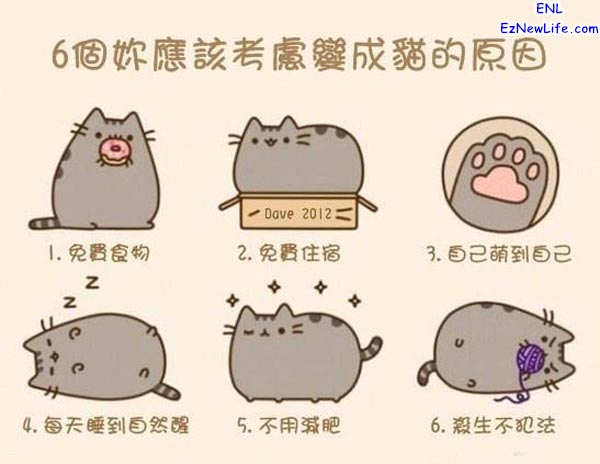 ENL
EzNewLife.com
6個妳應該考慮變成貓的原因
Dave 2012
1. 免費食物
2. 免費住宿
3. 自己萌到自己
z
z
4. 每天睡到自然醒
5. 不用減肥
6. 殺生不犯法